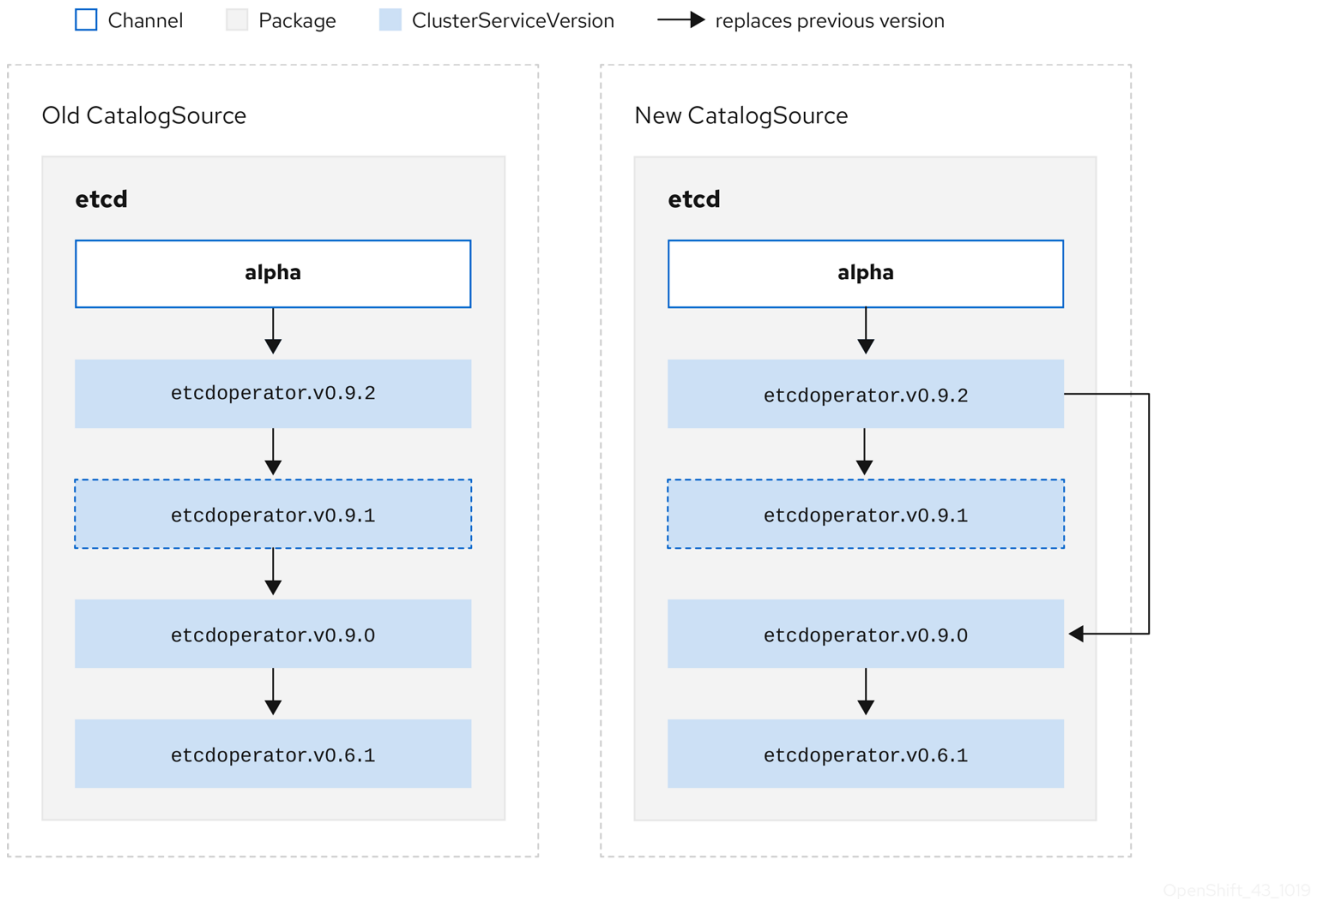 Channel Package ClusterServiceVersion replaces previous version
Old CatalogSource
etcd
alpha
etcdoperator.v0.9.2
etcdoperator.v0.9.1
etcdoperator.v0.9.0
etcdoperator.v0.6.1
New CatalogSource
etcd
alpha
etcdoperator.v0.9.2
etcdoperator.v0.9.1
etcdoperator.v0.9.0
etcdoperator.v0.6.1
OpenShift_43_1019